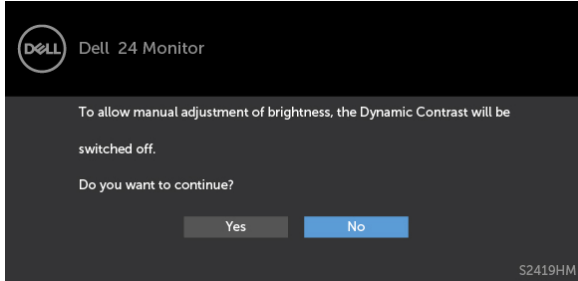 DELL
Dell 24 Monitor
To allow manual adjustment of brightness, the Dynamic Contrast will be
switched off.
Do you want to continue?
Yes
No
S2419HM